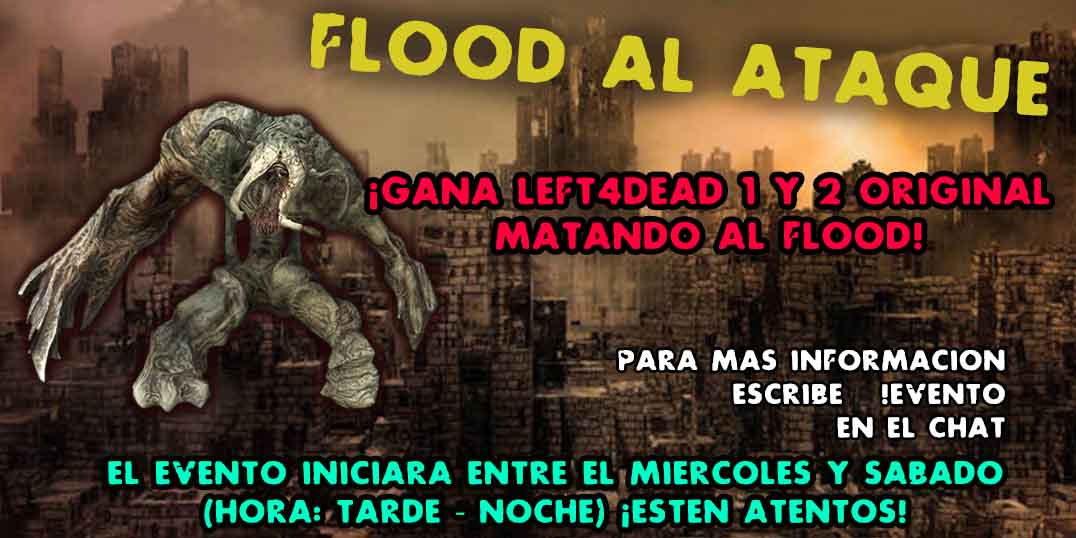 FLOOD AL ATAQUE
¡GANA LEFT4DEAD 1 Y 2 ORIGINAL
MATANDO AL FLOOD!
PARA MAS INFORMACION
ESCRIBE !EVENTO
EN EL CHAT
EL EVENTO INICIARA ENTRE EL MIERCOLES Y SABADO
(HORA: TARDE - NOCHE) ¡ESTEN ATENTOS!